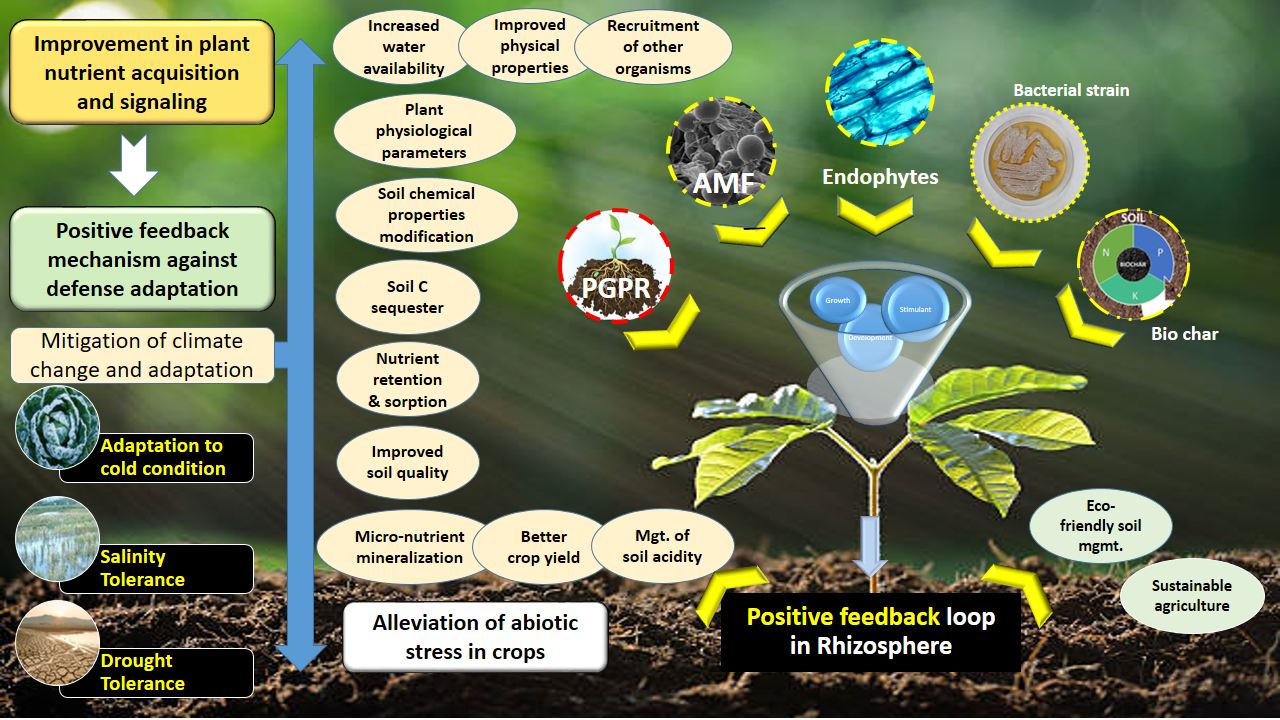 Improvement in plant
nutrient acquisition
and signaling
Positive feedback
mechanism against
defense adaptation
Mitigation of climate
change and adaptation
Adaptation to
cold condition
Salinity
Tolerance
Drought
Tolerance
Increased
water
availability
Improved
physical
properties
Recruitment
of other
organisms
Plant
physiological
parameters
Soil chemical
properties
modification
Soil C
sequester
Nutrient
retention
& sorption
Improved
soil quality
Micro-nutrient
mineralization
Better
crop yield
Mgt. of
soil acidity
Alleviation of abiotic
stress in crops
PGPR
AMF
Endophytes
Bacterial strain
SOIL
N
P
BIOCHAR
K
Bio char
Growth
Stimulant
Development
Eco-
friendly soil
mgmt.
Sustainable
agriculture
Positive feedback loop
in Rhizosphere